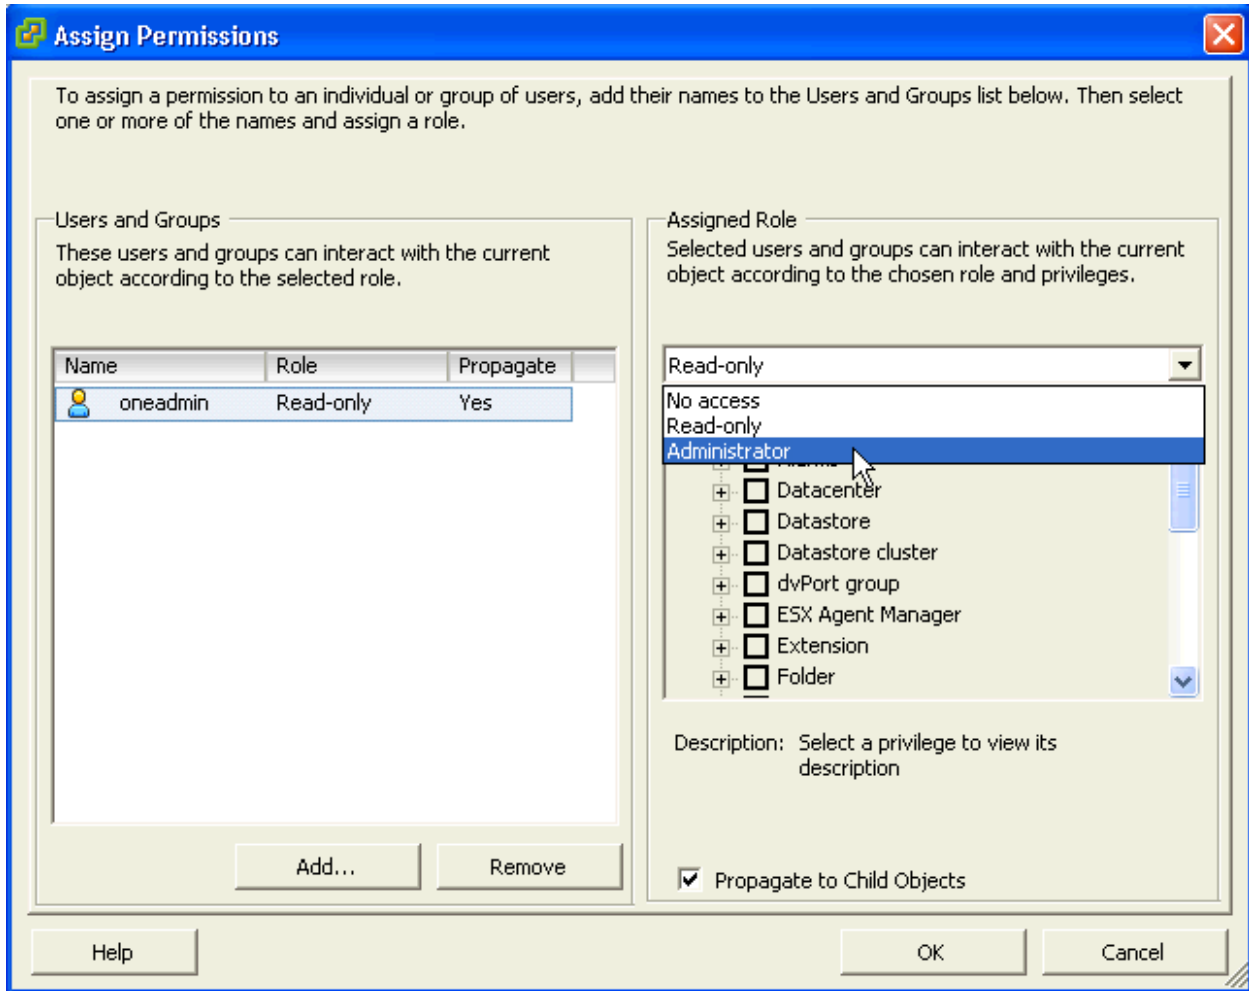 Assign Permissions
To assign a permission to an individual or group of users, add their names to the Users and Groups list below. Then select
one or more of the names and assign a role.
Users and Groups
These users and groups can interact with the current
object according to the selected role.
Name Role Propagate
oneadmin Read-only Yes
Add...
Remove
Assigned Role
Selected users and groups can interact with the current
object according to the chosen role and privileges.
Read-only
No access
Read-only
Administrator
Datacenter
Datastore
Datastore cluster
dvPort group
ESX Agent Manager
Extension
Folder
Description: Select a privilege to view its
description
Propagate to Child Objects
Help
OK
Cancel